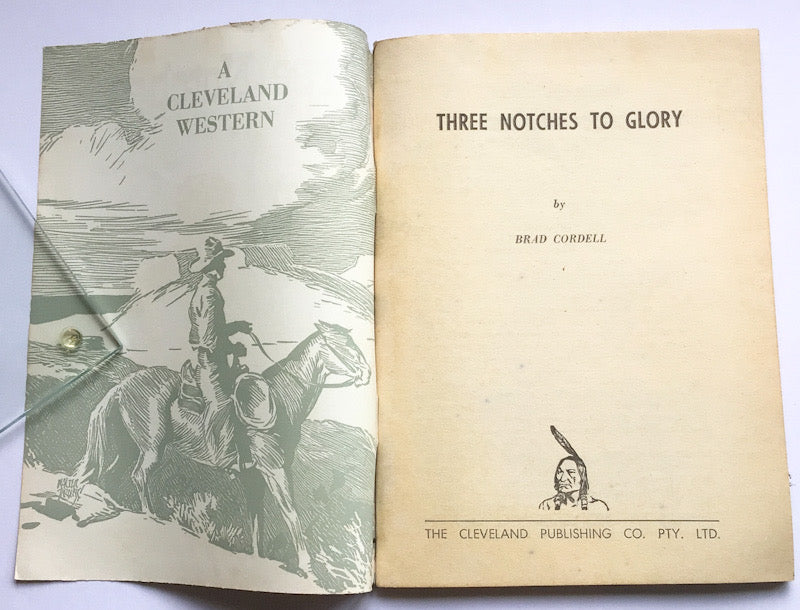 A
CLEVELAND
WESTERN
THREE NOTCHES TO GLORY
by
BRAD CORDELL
THE CLEVELAND PUBLISHING CO. PTY. LTD.